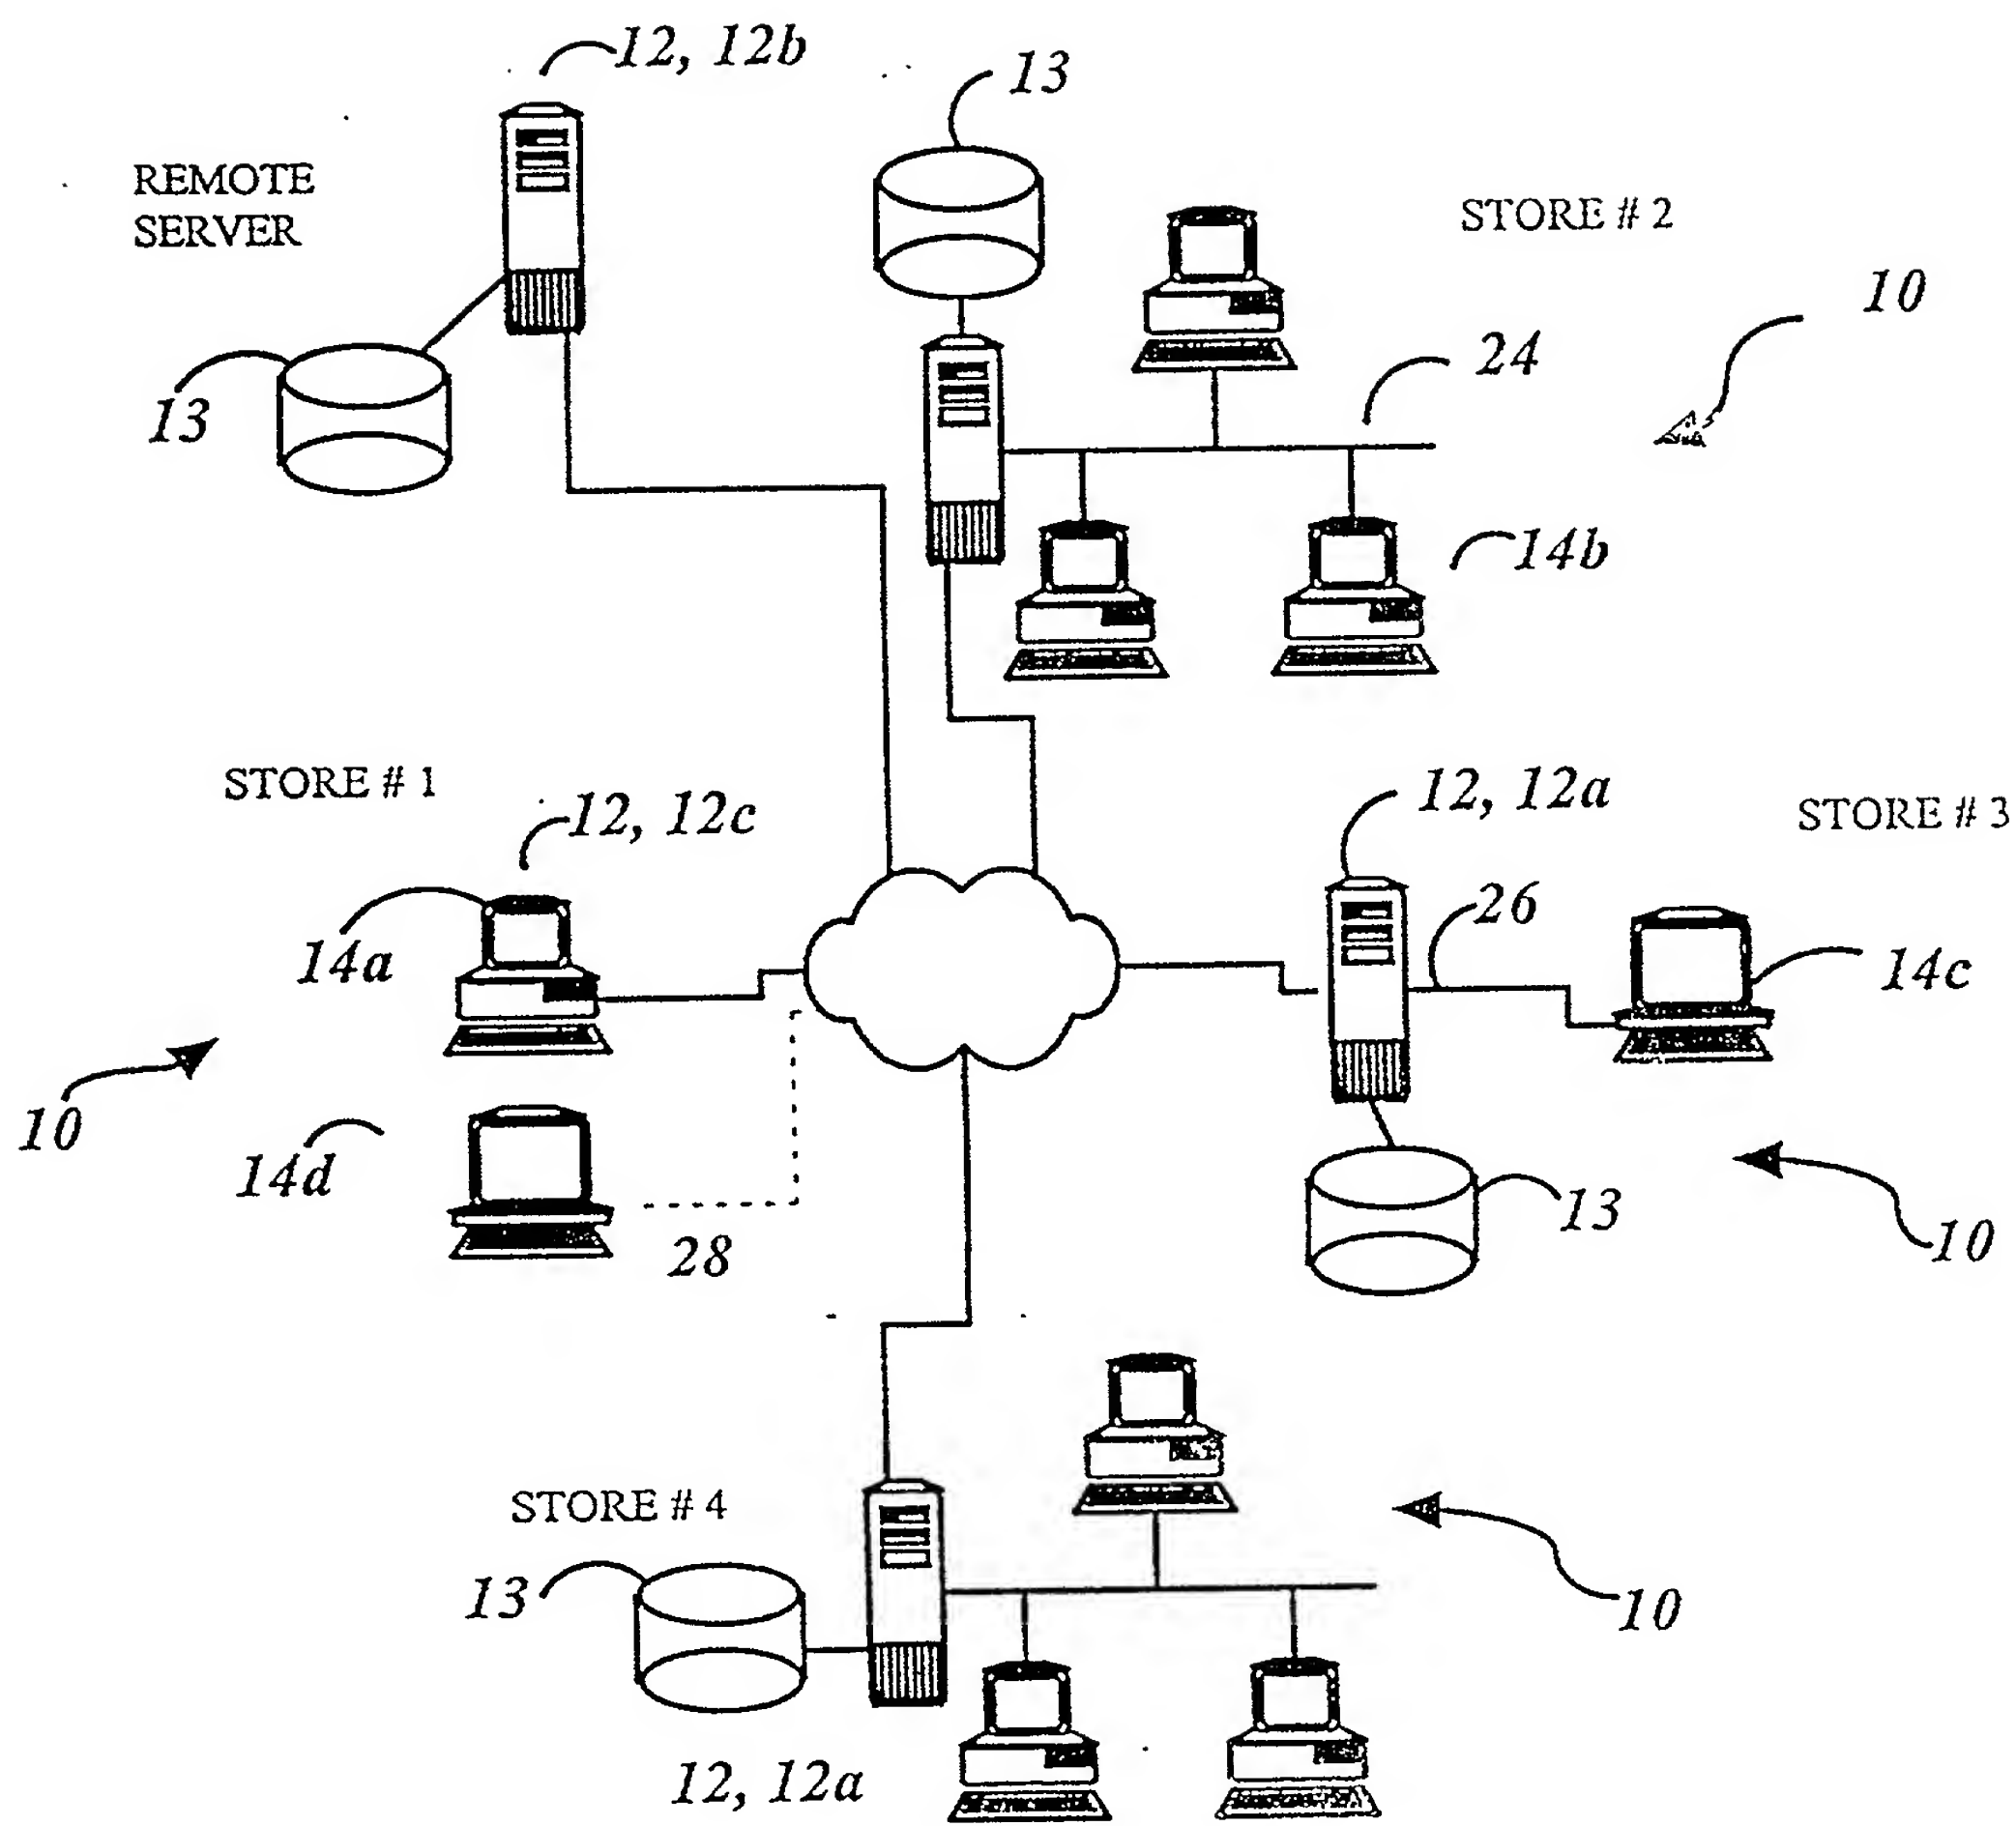 12, 12b
13
REMOTE
SERVER
STORE # 2
10
24
13
14b
STORE # 1
12, 12c
12, 12a
STORE # 3
26
14a
14c
10
14d
13
28
10
STORE # 4
13
10
12, 12a